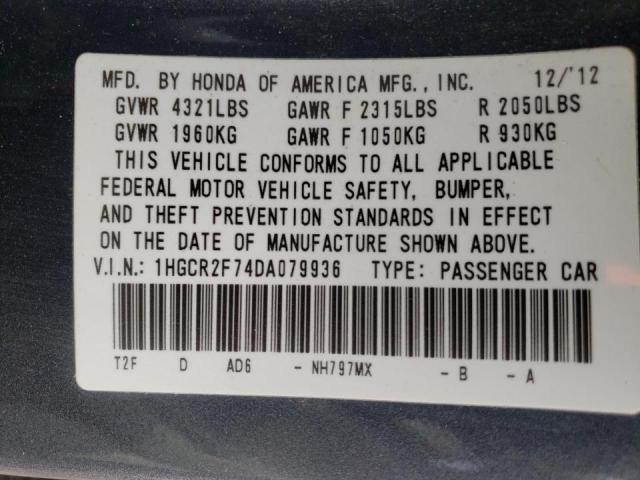 MFD. BY HONDA OF AMERICA MFG., INC. 12/'12
GVWR 4321LBS GAWR F 2315LBS R 2050LBS
GVWR 1960KG GAWR F 1050KG R 930KG
THIS VEHICLE CONFORMS TO ALL APPLICABLE
FEDERAL MOTOR VEHICLE SAFETY, BUMPER,
AND THEFT PREVENTION STANDARDS IN EFFECT
ON THE DATE OF MANUFACTURE SHOWN ABOVE.
V.I.N.: 1HGCR2F74DA079936 TYPE: PASSENGER CAR
T2F D AD6 - NH797MX - B - A